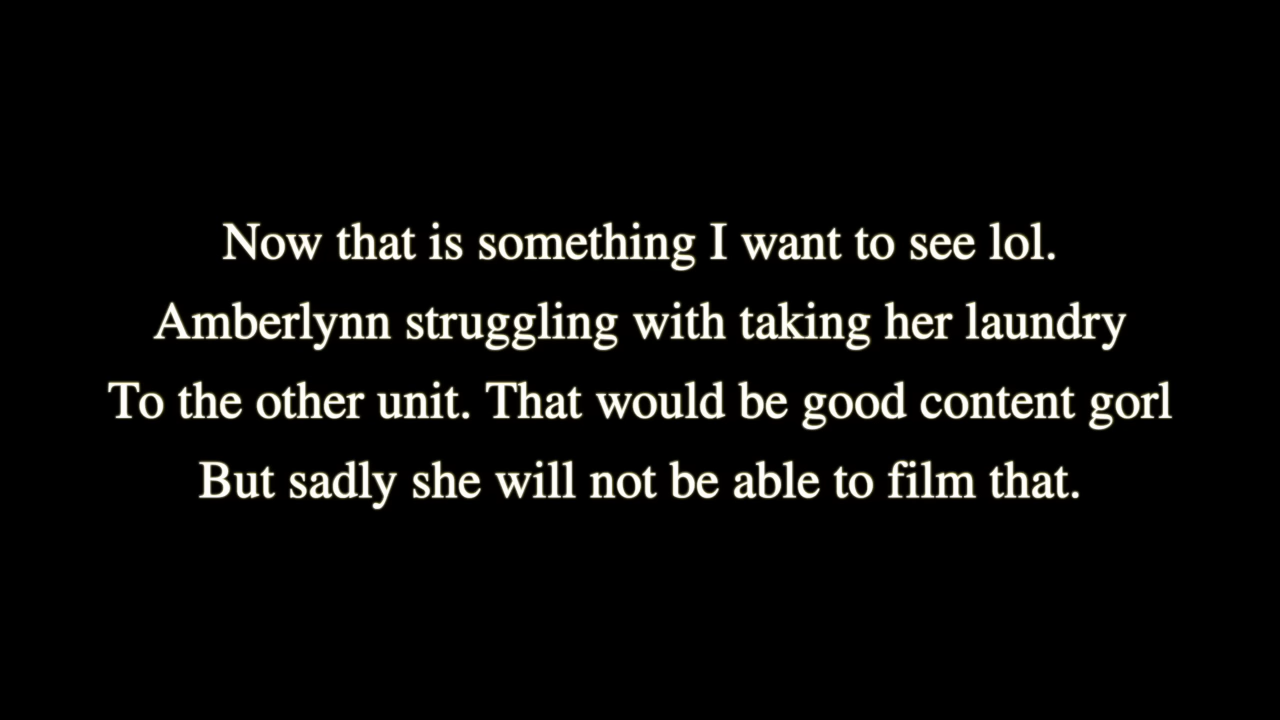 Now that is something I want to see lol.
Amberlynn struggling with taking her laundry
To the other unit. That would be good content gorl
But sadly she will not be able to film that.